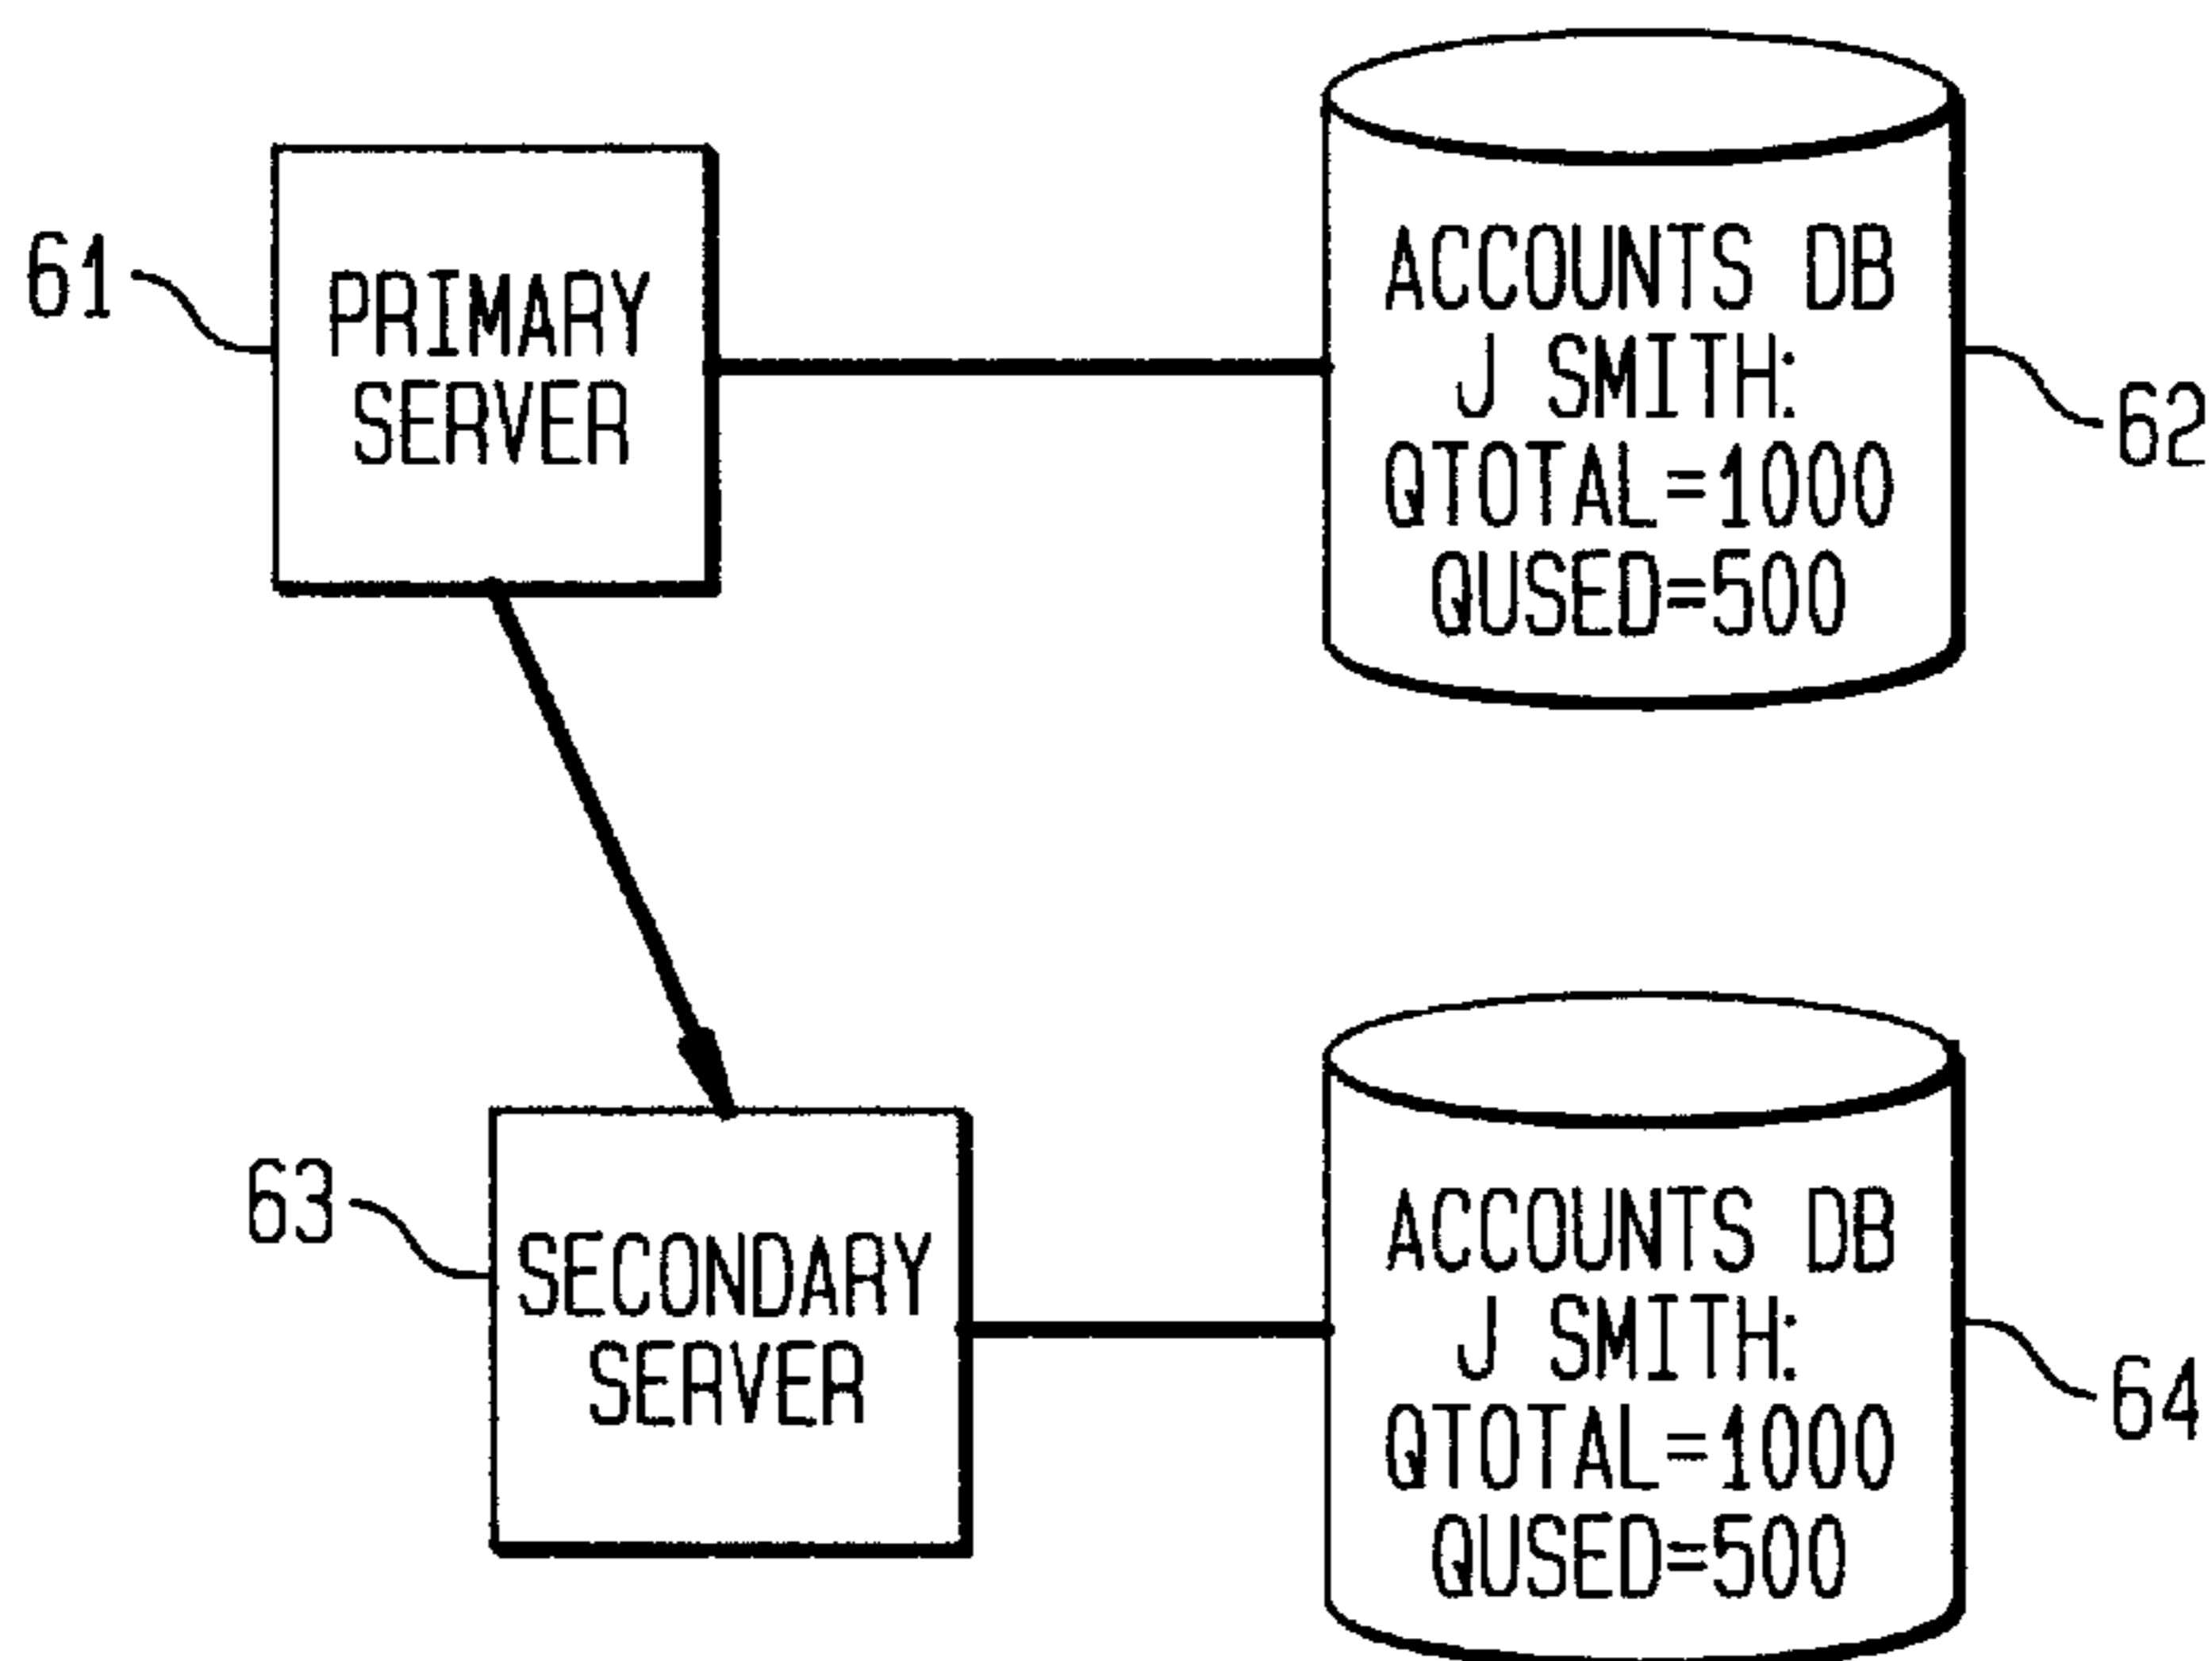 61
PRIMARY
SERVER
ACCOUNTS DB
J SMITH:
QTOTAL=1000
QUSED=500
62
63
SECONDARY
SERVER
ACCOUNTS DB
J SMITH:
QTOTAL=1000
QUSED=500
64